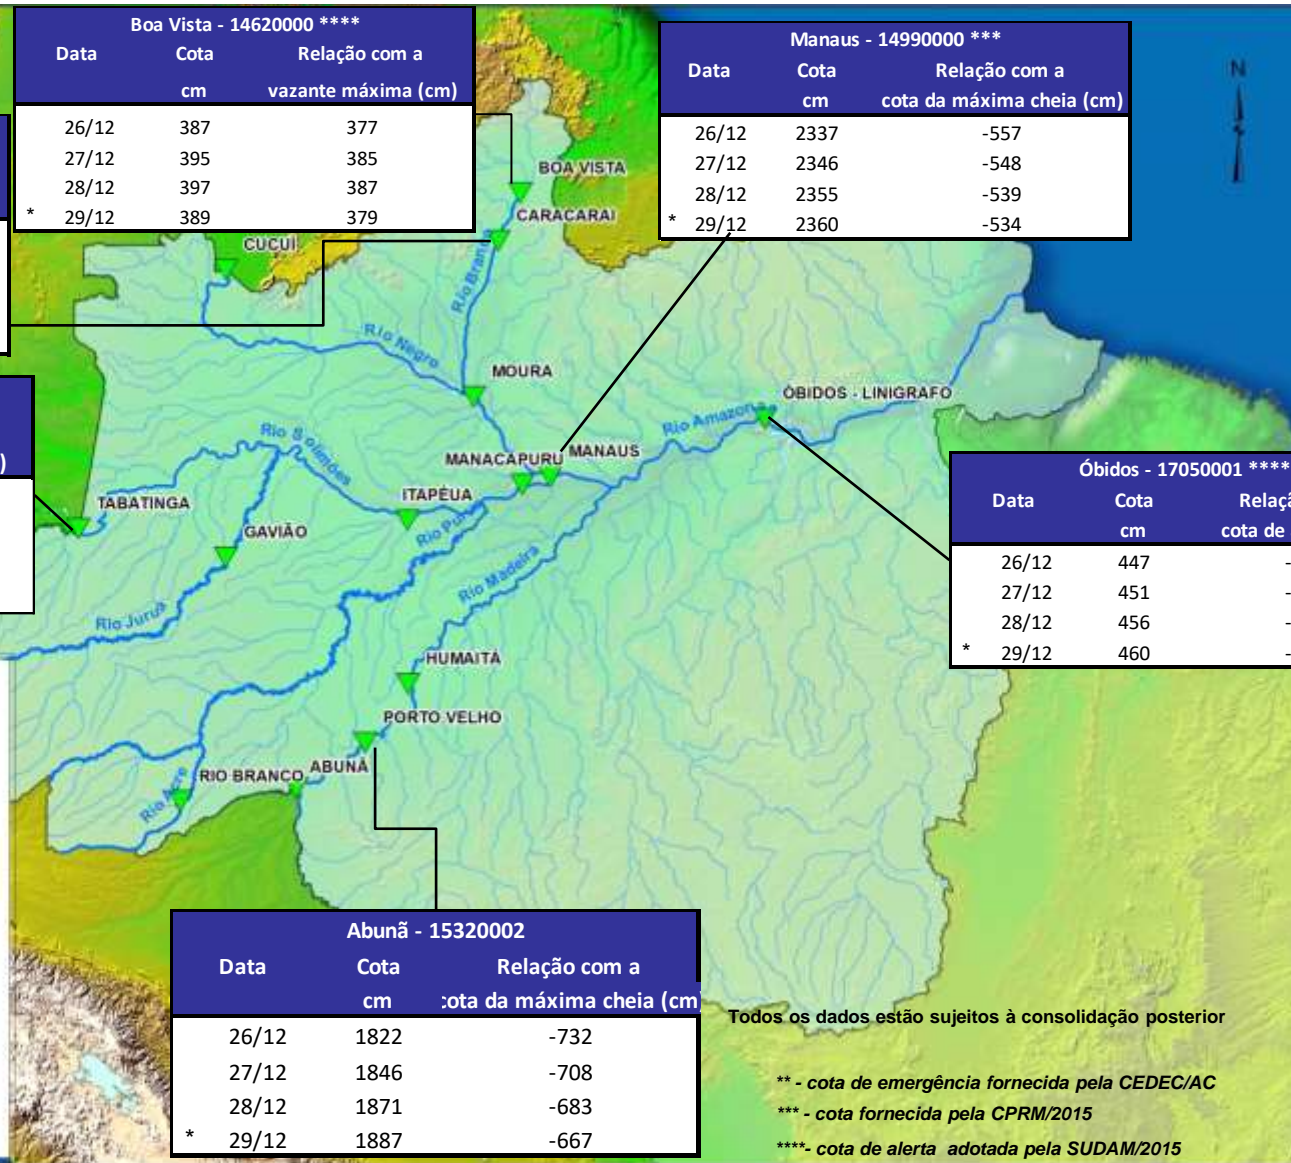 Boa Vista - 14620000 ****
Data Cota Relação com a
cm vazante máxima (cm)
26/12 387 377
27/12 395 385
28/12 397 387
* 29/12 389 379
Manaus - 14990000 ***
Data Cota Relação com a
cm cota da máxima cheia (cm)
26/12 2337 -557
27/12 2346 -548
28/12 2355 -539
* 29/12 2360 -534
N
BOA VISTA
CARACARAI
CUCUI
Rio Branco
Rio Negro
MOURA
ÓBIDOS - LINIGRAFO
Rio Amazonas
Rio Solimões
MANACAPURU
MANAUS
)
TABATINGA
ITAPÉUA
GAVIÃO
Rio Purus
Rio Madeira
Rio Juruá
Óbidos - 17050001 ****
Data Cota
cm cota de
26/12 447 -
27/12 451 -
28/12 456 -
* 29/12 460 -
HUMAITÁ
PORTO VELHO
ABUNÃ
RIO BRANCO
Rio Acre
Abunã - 15320002
Data Cota Relação com a
cm cota da máxima cheia (cm
26/12 1822 -732
27/12 1846 -708
28/12 1871 -683
* 29/12 1887 -667
Todos os dados estão sujeitos à consolidação posterior
** - cota de emergência fornecida pela CEDEC/AC
*** - cota fornecida pela CPRM/2015
****- cota de alerta adotada pela SUDAM/2015